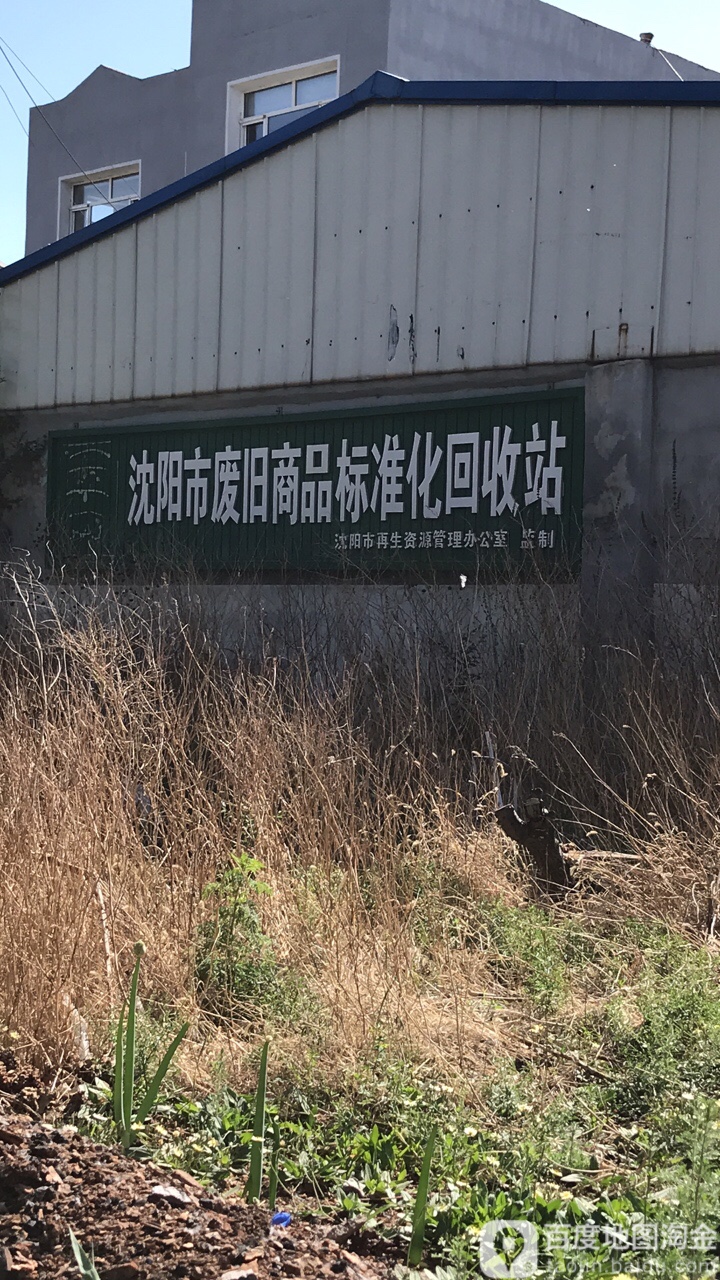 沈阳市废旧商品标准化回收站
沈阳市再生资源管理办公室 监制
百度地图淘金